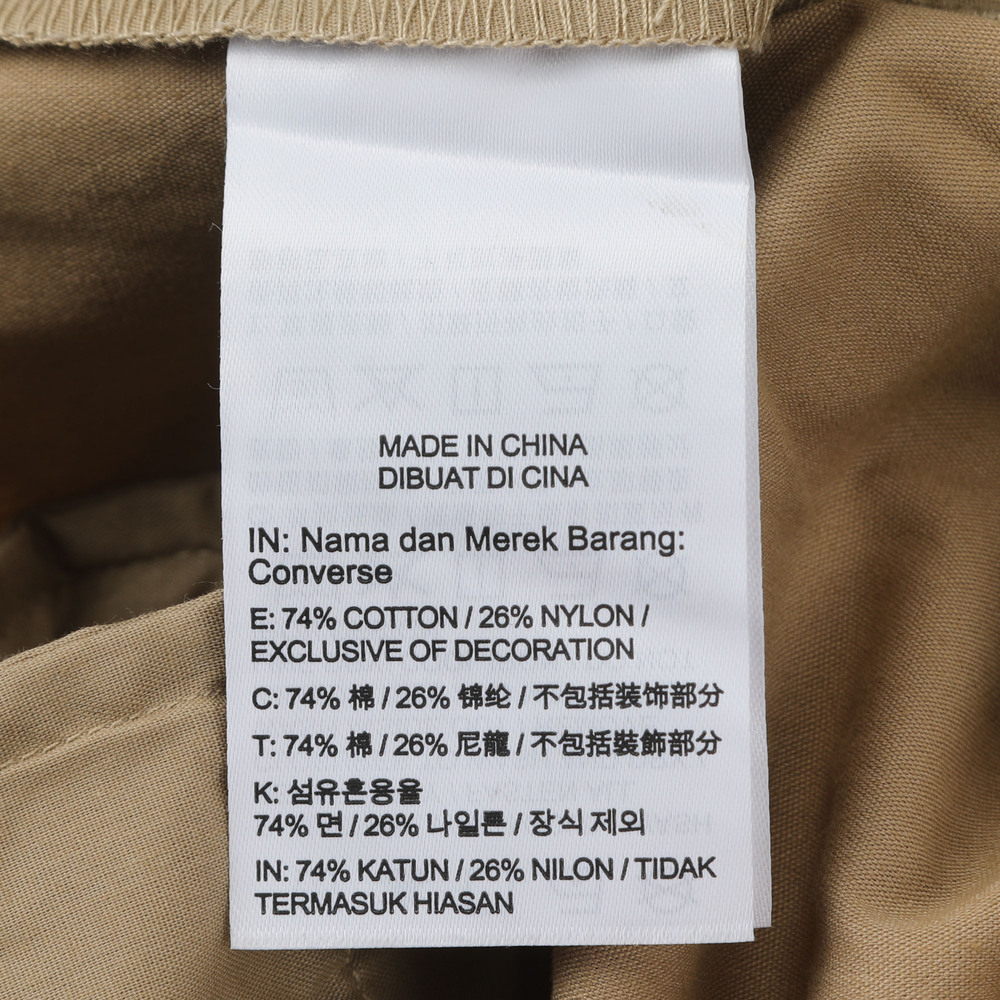 MADE IN CHINA
DIBUAT DI CINA
IN: Nama dan Merek Barang:
Converse
E: 74% COTTON / 26% NYLON /
EXCLUSIVE OF DECORATION
C: 74% 棉 / 26% 锦纶 / 不包括装饰部分
T: 74% 棉 / 26% 尼龍 / 不包括裝飾部分
K: 섬유혼용율
74% 면 / 26% 나일론 / 장식 제외
IN: 74% KATUN / 26% NILON / TIDAK
TERMASUK HIASAN